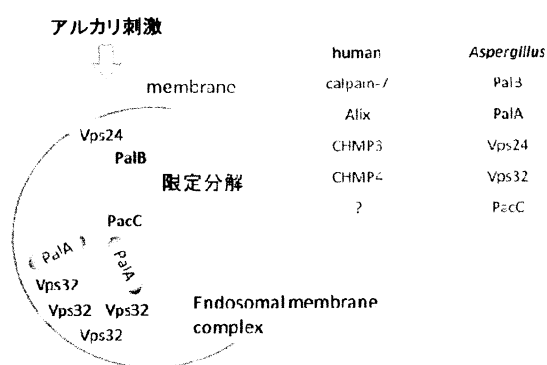 アルカリ刺激
membrane
Vps24
PalB
限定分解
PacC
PalA
PalA
Vps32
Vps32 Vps32
Vps32
Endosomal membrane
complex
human Aspergillus
calpain-7 PalB
Alix PalA
CHMP3 Vps24
CHMP4 Vps32
? PacC